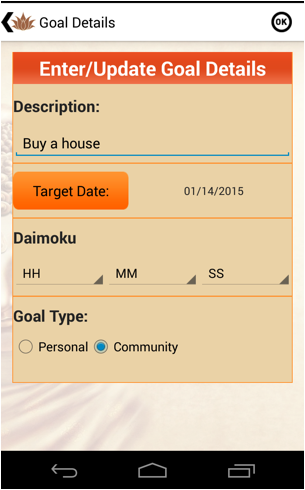 Goal Details
OK
Enter/Update Goal Details
Description:
Buy a house
Target Date: 01/14/2015
Daimoku
HH MM SS
Goal Type:
Personal Community